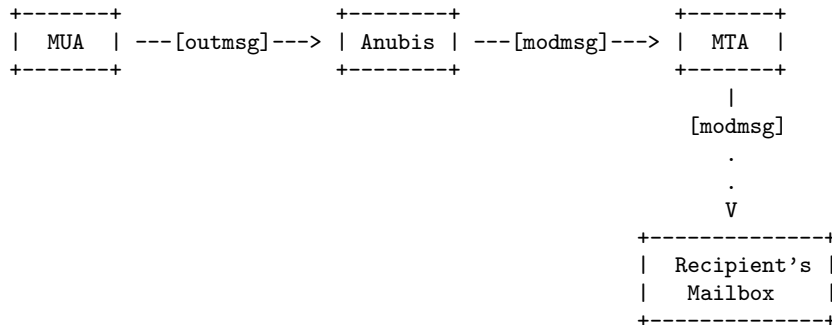 +-------+                    +--------+                    +-------+
|  MUA  | ---[outmsg]---> | Anubis | ---[modmsg]---> |  MTA  |
+-------+                    +--------+                    +-------+
|
[modmsg]
.
.
V
+--------------+
|  Recipient's |
|   Mailbox    |
+--------------+